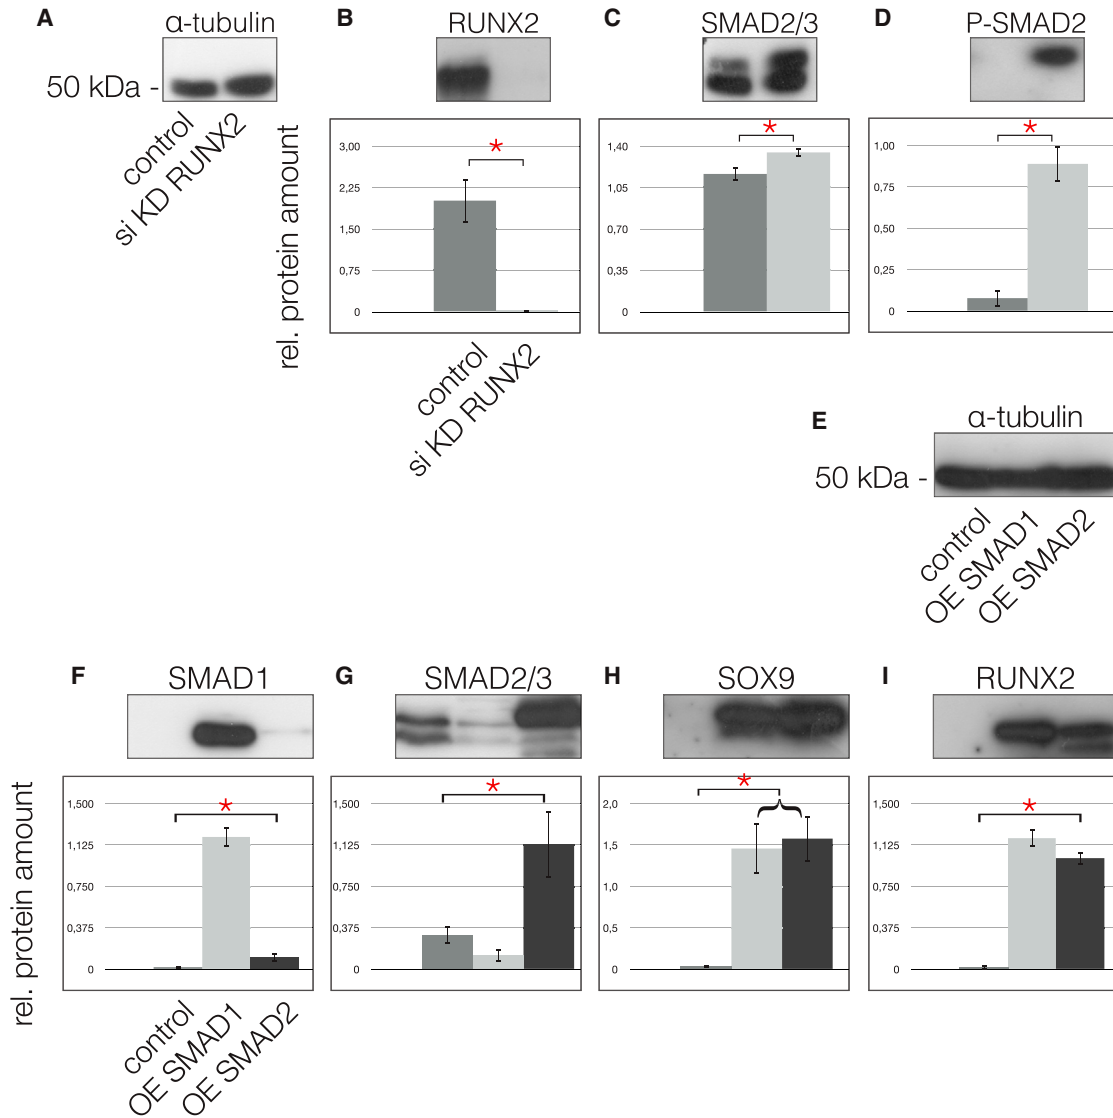 A
α-tubulin
50 kDa -
control
si KD RUNX2
B
RUNX2
rel. protein amount
*
3,00
2,25
1,50
0,75
0
control
si KD RUNX2
C
SMAD2/3
*
1,40
1,05
0,70
0,35
0
D
P-SMAD2
*
1,00
0,75
0,50
0,25
0
E
α-tubulin
50 kDa -
control
OE SMAD1
OE SMAD2
F
SMAD1
rel. protein amount
*
1,500
1,125
0,750
0,375
0
control
OE SMAD1
OE SMAD2
G
SMAD2/3
*
1,500
1,125
0,750
0,375
0
H
SOX9
*
2,0
1,5
1,0
0,5
0
I
RUNX2
*
1,500
1,125
0,750
0,375
0